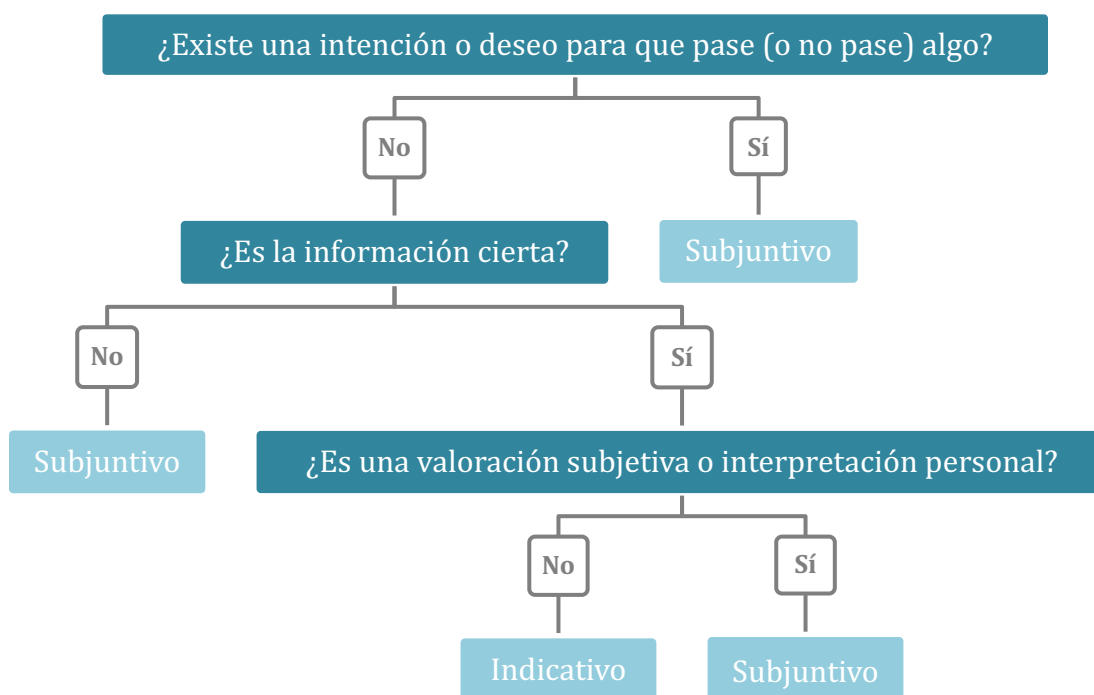 ¿Existe una intención o deseo para que pase (o no pase) algo?
No
Sí
¿Es la información cierta?
Subjuntivo
No
Sí
Subjuntivo
¿Es una valoración subjetiva o interpretación personal?
No
Sí
Indicativo
Subjuntivo